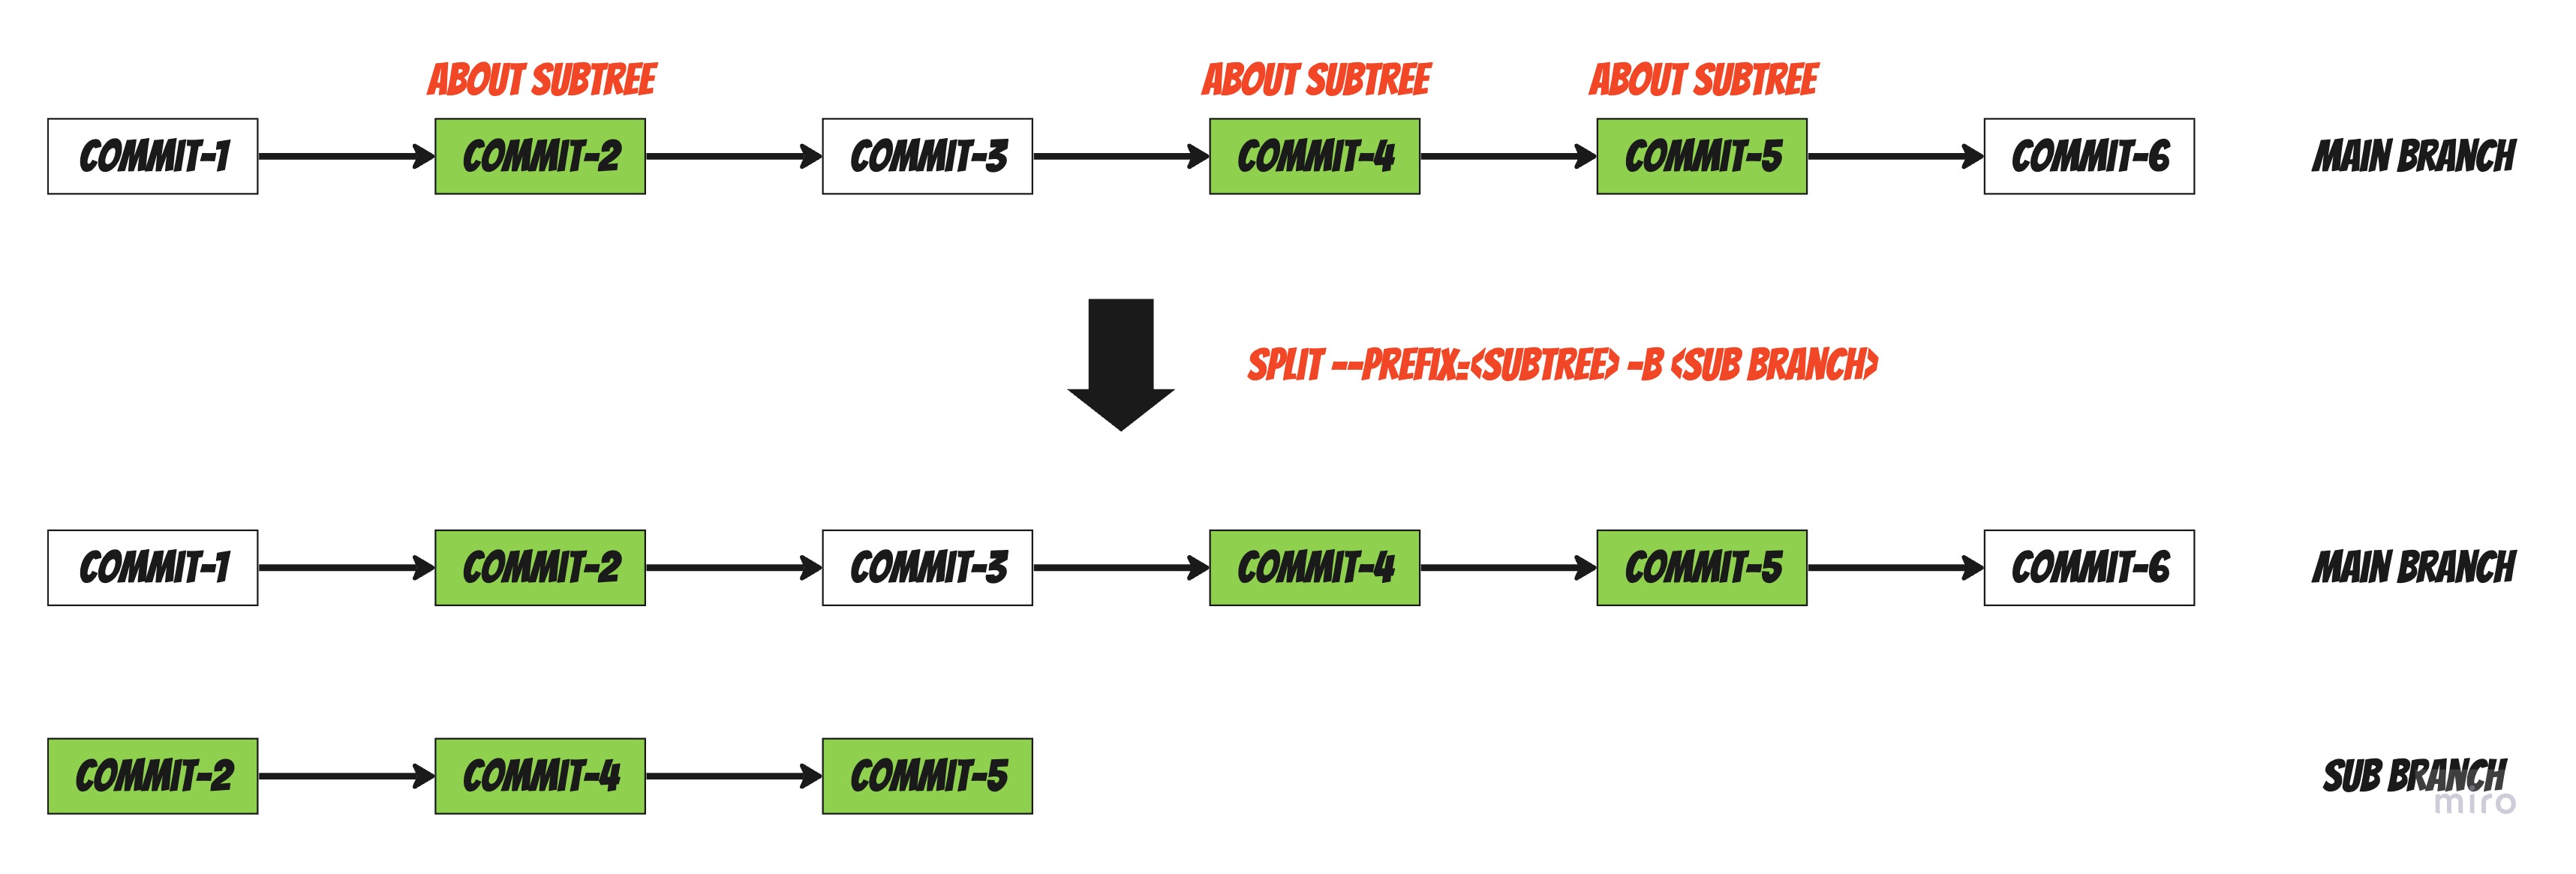 ABOUT SUBTREE ABOUT SUBTREE ABOUT SUBTREE
COMMIT-1 COMMIT-2 COMMIT-3 COMMIT-4 COMMIT-5 COMMIT-6 MAIN BRANCH
SPLIT --PREFIX=<SUBTREE> -B <SUB BRANCH>
COMMIT-1 COMMIT-2 COMMIT-3 COMMIT-4 COMMIT-5 COMMIT-6 MAIN BRANCH
COMMIT-2 COMMIT-4 COMMIT-5 SUB BRANCH
miro